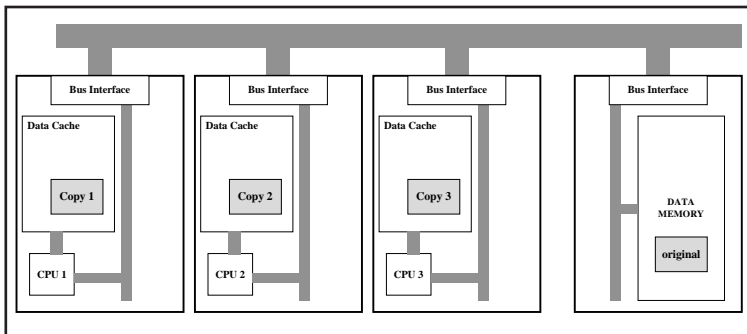 Bus Interface
Data Cache
Copy 1
CPU 1
Bus Interface
Data Cache
Copy 2
CPU 2
Bus Interface
Data Cache
Copy 3
CPU 3
Bus Interface
DATA
MEMORY
original